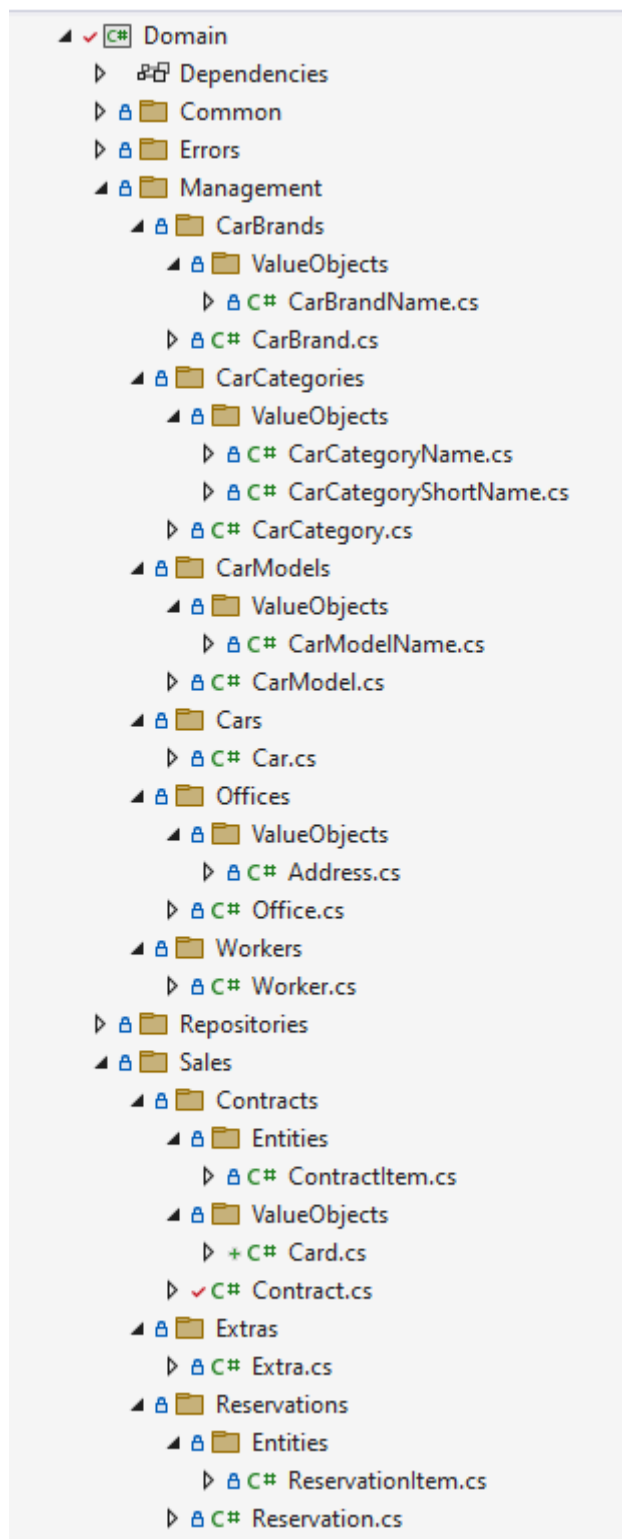 C# Domain
Dependencies
Common
Errors
Management
CarBrands
ValueObjects
C# CarBrandName.cs
C# CarBrand.cs
CarCategories
ValueObjects
C# CarCategoryName.cs
C# CarCategoryShortName.cs
C# CarCategory.cs
CarModels
ValueObjects
C# CarModelName.cs
C# CarModel.cs
Cars
C# Car.cs
Offices
ValueObjects
C# Address.cs
C# Office.cs
Workers
C# Worker.cs
Repositories
Sales
Contracts
Entities
C# ContractItem.cs
ValueObjects
+ C# Card.cs
C# Contract.cs
Extras
C# Extra.cs
Reservations
Entities
C# ReservationItem.cs
C# Reservation.cs